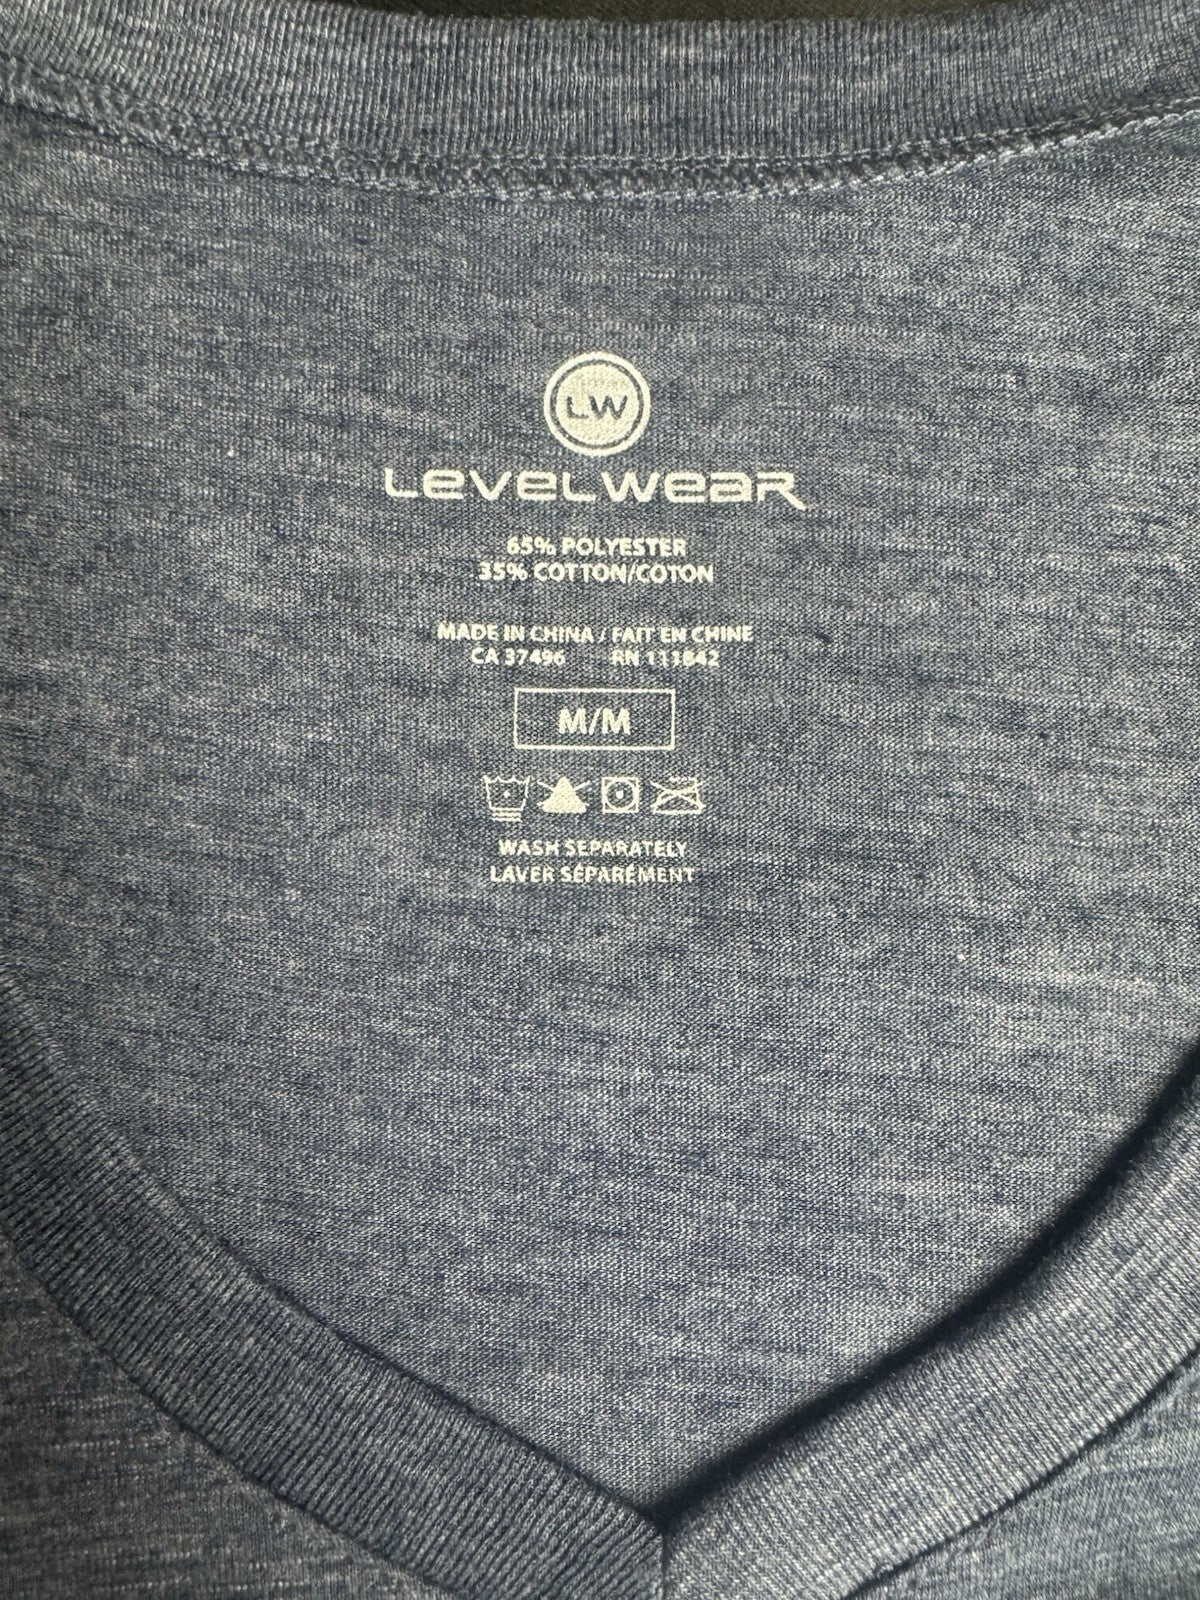 LW
LEVELWEAR
65% POLYESTER
35% COTTON/COTON
MADE IN CHINA / FAIT EN CHINE
CA 37496 RN 111842
M/M
WASH SEPARATELY
LAVER SÉPARÉMENT